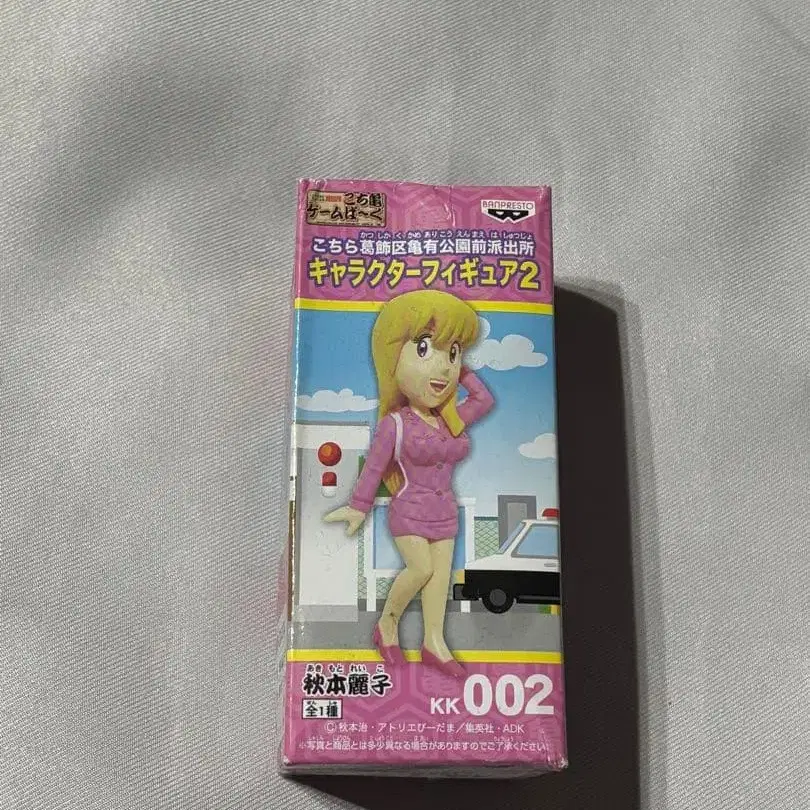 こち亀
ゲームぱ～く
BANPRESTO
かつしかくかめありこうえんまえはしゅつじょ
こちら葛飾区亀有公園前派出所
キャラクターフィギュア2
あきもとれいこ
秋本麗子
ぜん しゅ
全1種
KK002
©秋本治・アトリエびーだま／集英社・ADK
※写真と商品とは多少異なる場合がありますのでご了承ください。